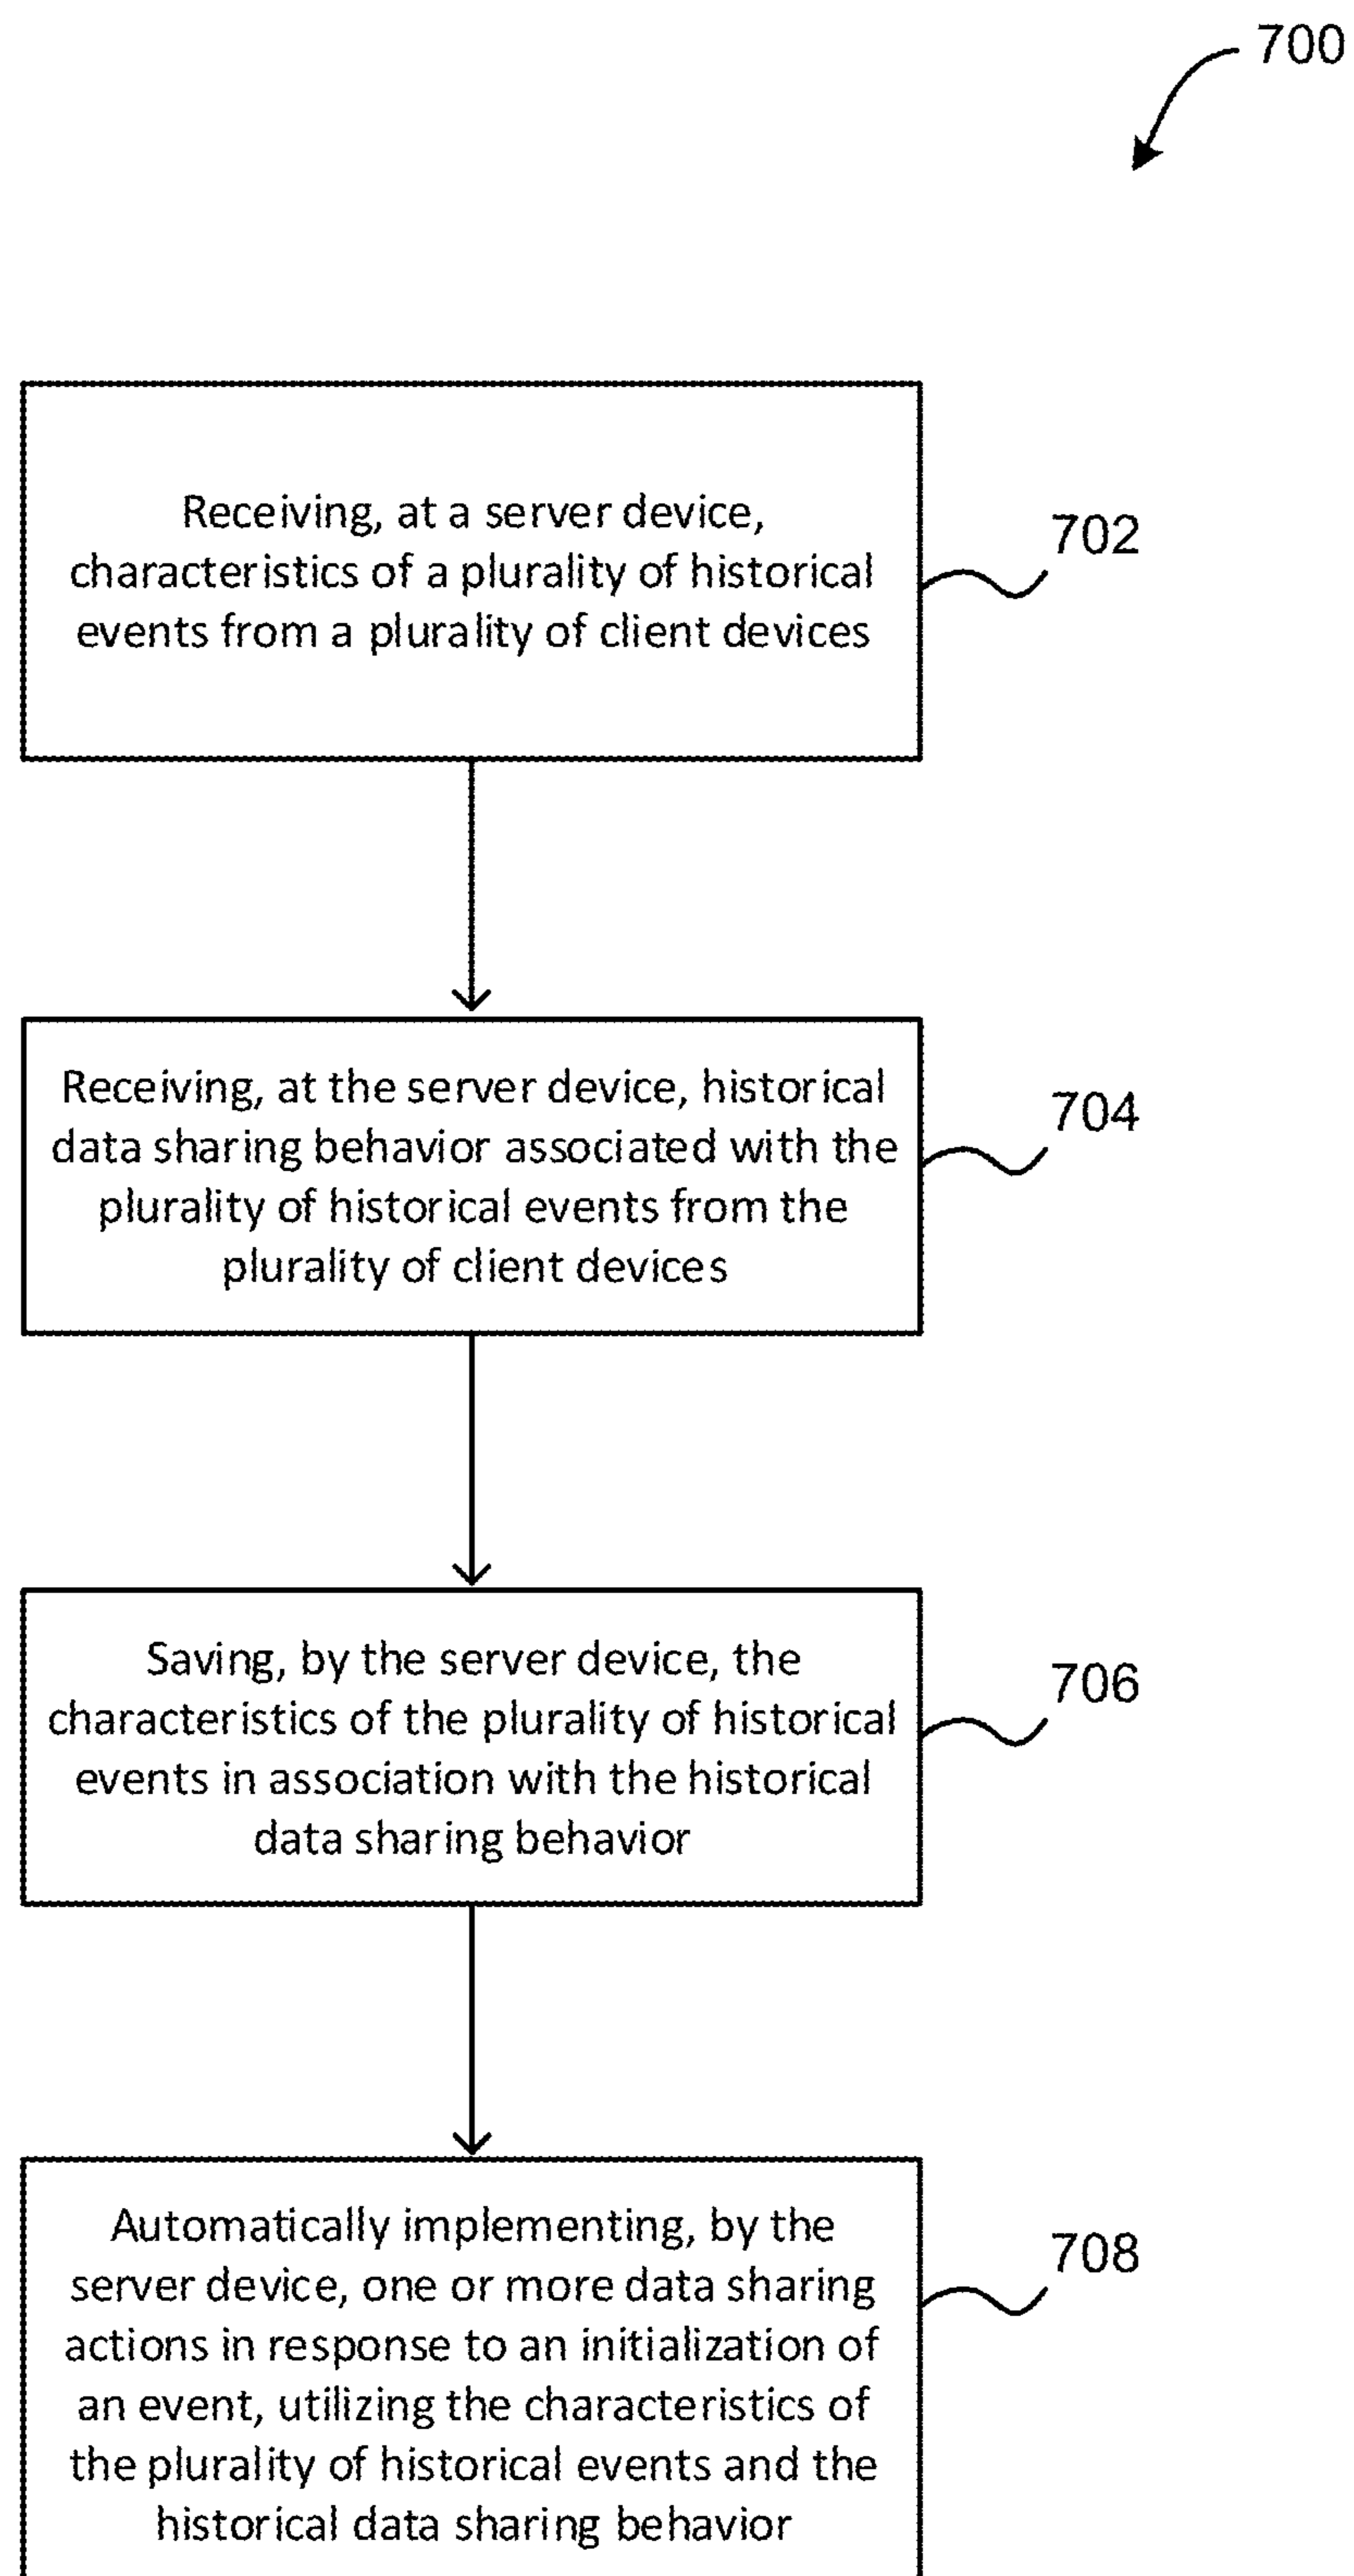 700
Receiving, at a server device,
characteristics of a plurality of historical
events from a plurality of client devices
702
Receiving, at the server device, historical
data sharing behavior associated with the
plurality of historical events from the
plurality of client devices
704
Saving, by the server device, the
characteristics of the plurality of historical
events in association with the historical
data sharing behavior
706
Automatically implementing, by the
server device, one or more data sharing
actions in response to an initialization of
an event, utilizing the characteristics of
the plurality of historical events and the
historical data sharing behavior
708